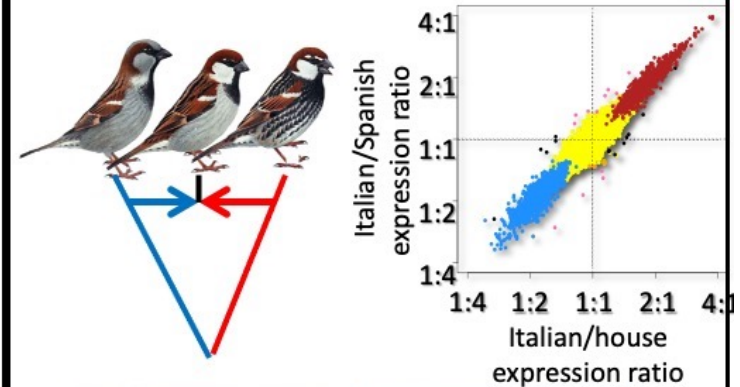 4:1
2:1
1:1
1:2
1:4
Italian/Spanish
expression ratio
1:4 1:2 1:1 2:1 4:1
Italian/house
expression ratio